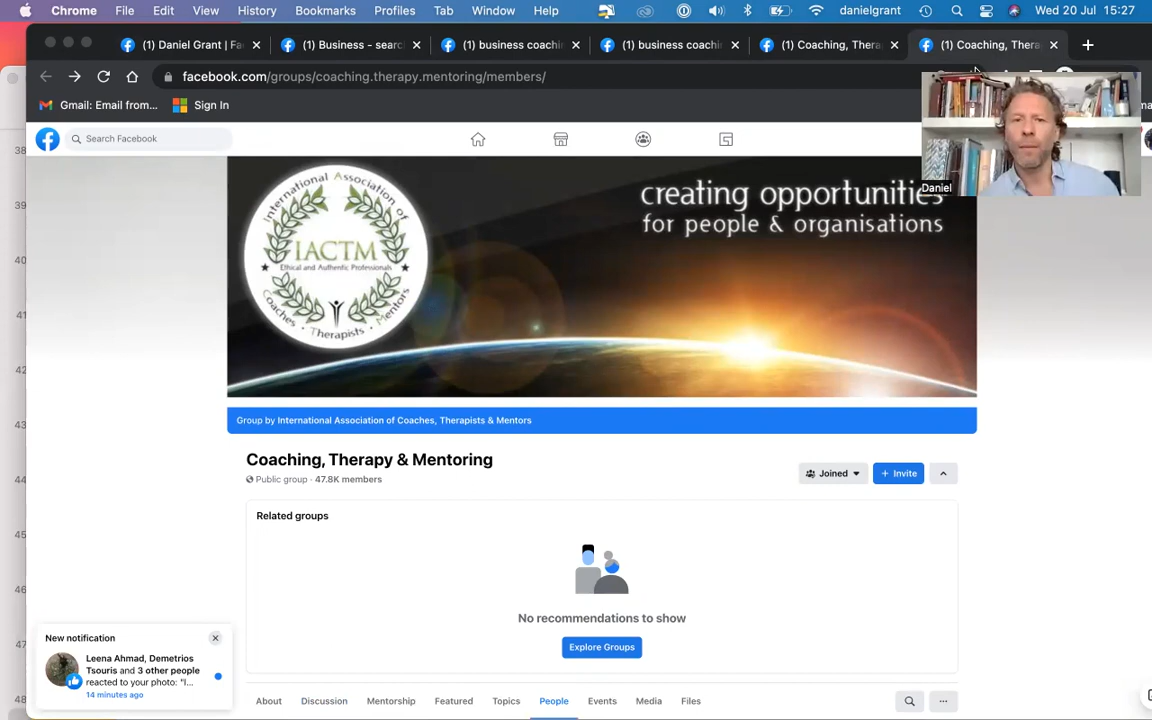 Chrome File Edit View History Bookmarks Profiles Tab Window Help danielgrant Wed 20 Jul 15:27
(1) Daniel Grant | Fa
(1) Business - searc
(1) business coachi
(1) business coachi
(1) Coaching, Thera
(1) Coaching, Thera
facebook.com/groups/coaching.therapy.mentoring/members/
Gmail: Email from... Sign In
Search Facebook
Daniel
International Association of
IACTM
Ethical and Authentic Professionals
Coaches • Therapists • Mentors
creating opportunities
for people & organisations
Group by International Association of Coaches, Therapists & Mentors
Coaching, Therapy & Mentoring
Public group · 47.8K members
Joined
+ Invite
Related groups
No recommendations to show
Explore Groups
New notification
Leena Ahmad, Demetrios
Tsouris and 3 other people
reacted to your photo: "I...
14 minutes ago
About Discussion Mentorship Featured Topics People Events Media Files
38
39
40
41
42
43
44
45
46
47
48